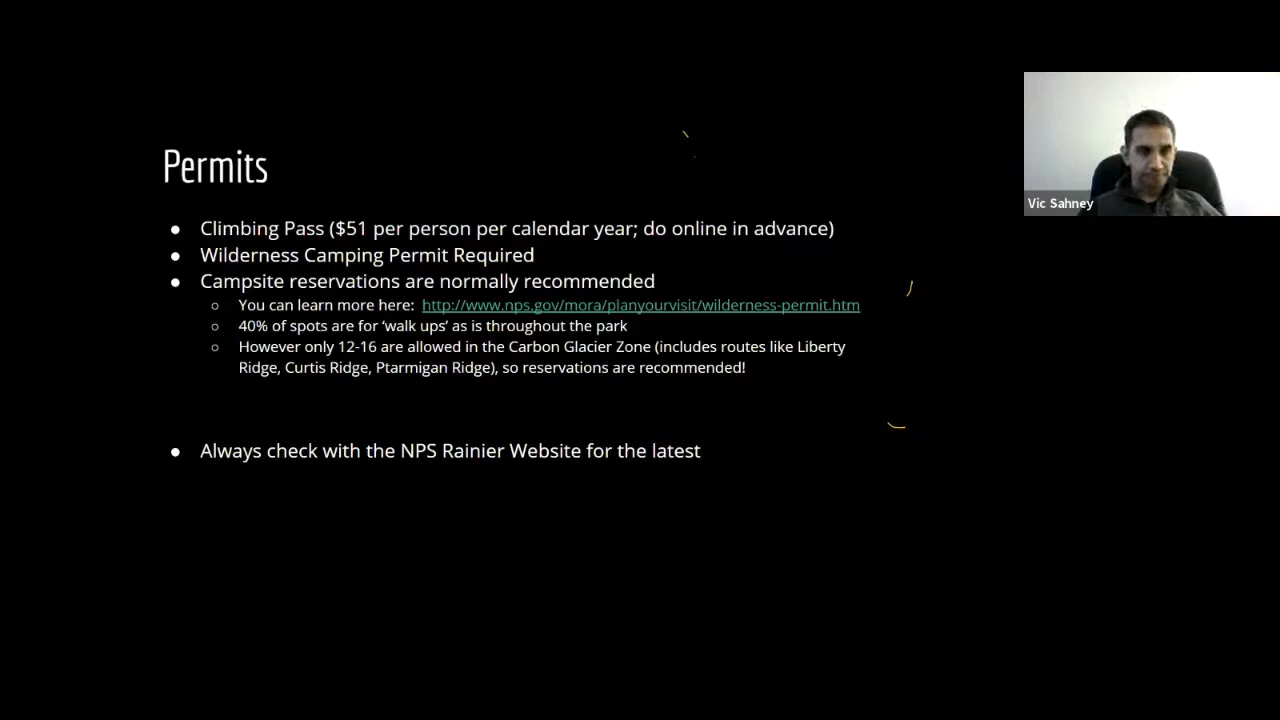 Permits
● Climbing Pass ($51 per person per calendar year; do online in advance)
● Wilderness Camping Permit Required
● Campsite reservations are normally recommended
○ You can learn more here: http://www.nps.gov/mora/planyourvisit/wilderness-permit.htm
○ 40% of spots are for ‘walk ups’ as is throughout the park
○ However only 12-16 are allowed in the Carbon Glacier Zone (includes routes like Liberty
Ridge, Curtis Ridge, Ptarmigan Ridge), so reservations are recommended!
● Always check with the NPS Rainier Website for the latest
Vic Sahney